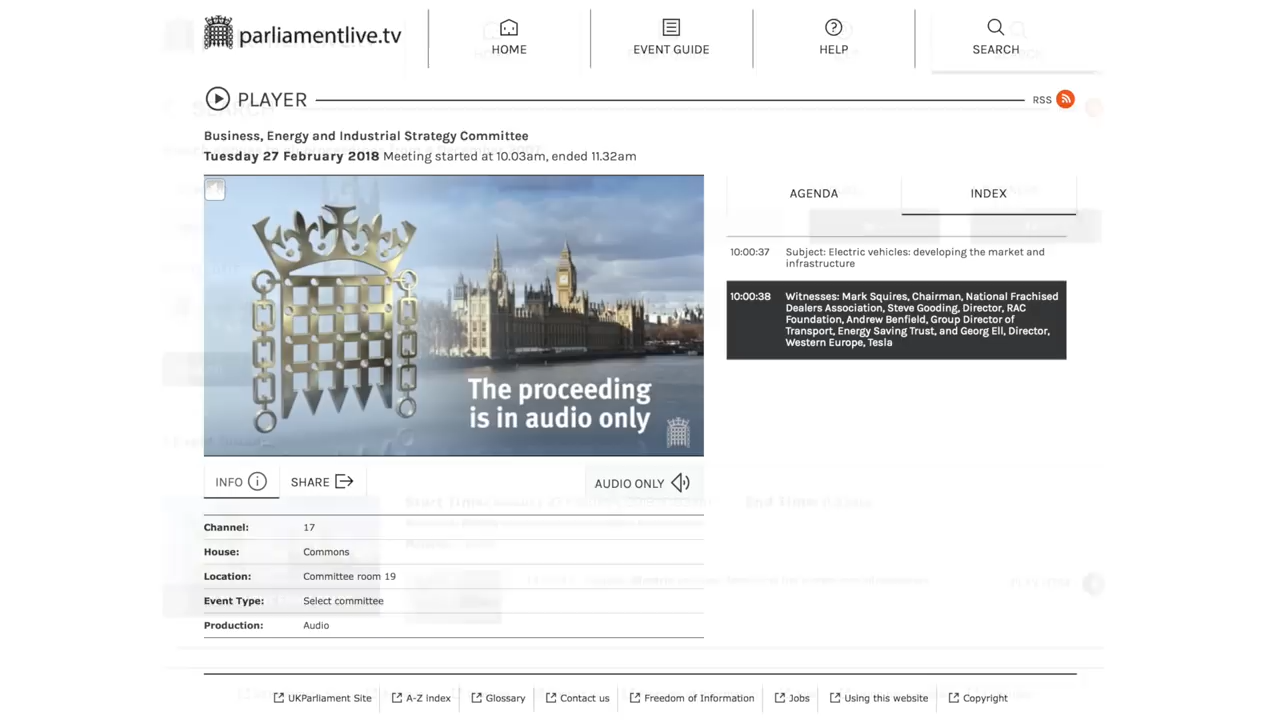 parliamentlive.tv
HOME
EVENT GUIDE
HELP
SEARCH
PLAYER
RSS
Business, Energy and Industrial Strategy Committee
Tuesday 27 February 2018 Meeting started at 10.03am, ended 11.32am
The proceeding
is in audio only
AGENDA
INDEX
10:00:37 Subject: Electric vehicles: developing the market and
infrastructure
10:00:38 Witnesses: Mark Squires, Chairman, National Frachised
Dealers Association, Steve Gooding, Director, RAC
Foundation, Andrew Benfield, Group Director of
Transport, Energy Saving Trust, and Georg Ell, Director,
Western Europe, Tesla
INFO
SHARE
AUDIO ONLY
Channel: 17
House: Commons
Location: Committee room 19
Event Type: Select committee
Production: Audio
UKParliament Site
A-Z index
Glossary
Contact us
Freedom of Information
Jobs
Using this website
Copyright